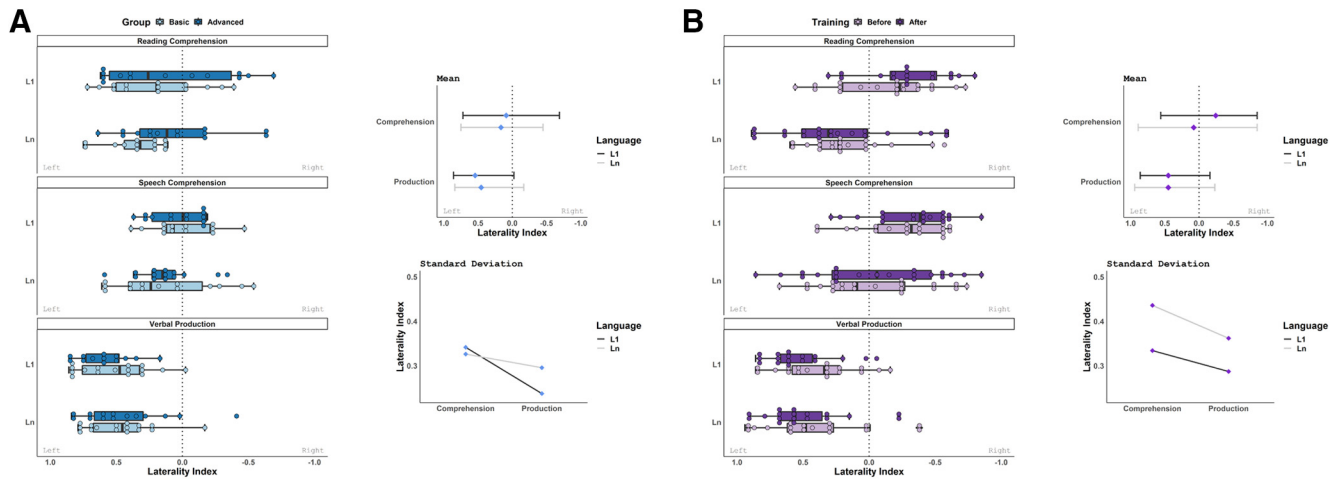 A
Group Basic Advanced
Reading Comprehension
L1
Ln
Left Right
Speech Comprehension
L1
Ln
Left Right
Verbal Production
L1
Ln
Left Right
1.0 0.5 0.0 -0.5 -1.0
Laterality Index
Mean
Comprehension
Production
Left Right
1.0 0.5 0.0 -0.5 -1.0
Laterality Index
Language
L1
Ln
Standard Deviation
0.5
0.4
0.3
Laterality Index
Comprehension Production
Language
L1
Ln
B
Training Before After
Reading Comprehension
L1
Ln
Left Right
Speech Comprehension
L1
Ln
Left Right
Verbal Production
L1
Ln
Left Right
1.0 0.5 0.0 -0.5 -1.0
Laterality Index
Mean
Comprehension
Production
Left Right
1.0 0.5 0.0 -0.5 -1.0
Laterality Index
Language
L1
Ln
Standard Deviation
0.5
0.4
0.3
Laterality Index
Comprehension Production
Language
L1
Ln